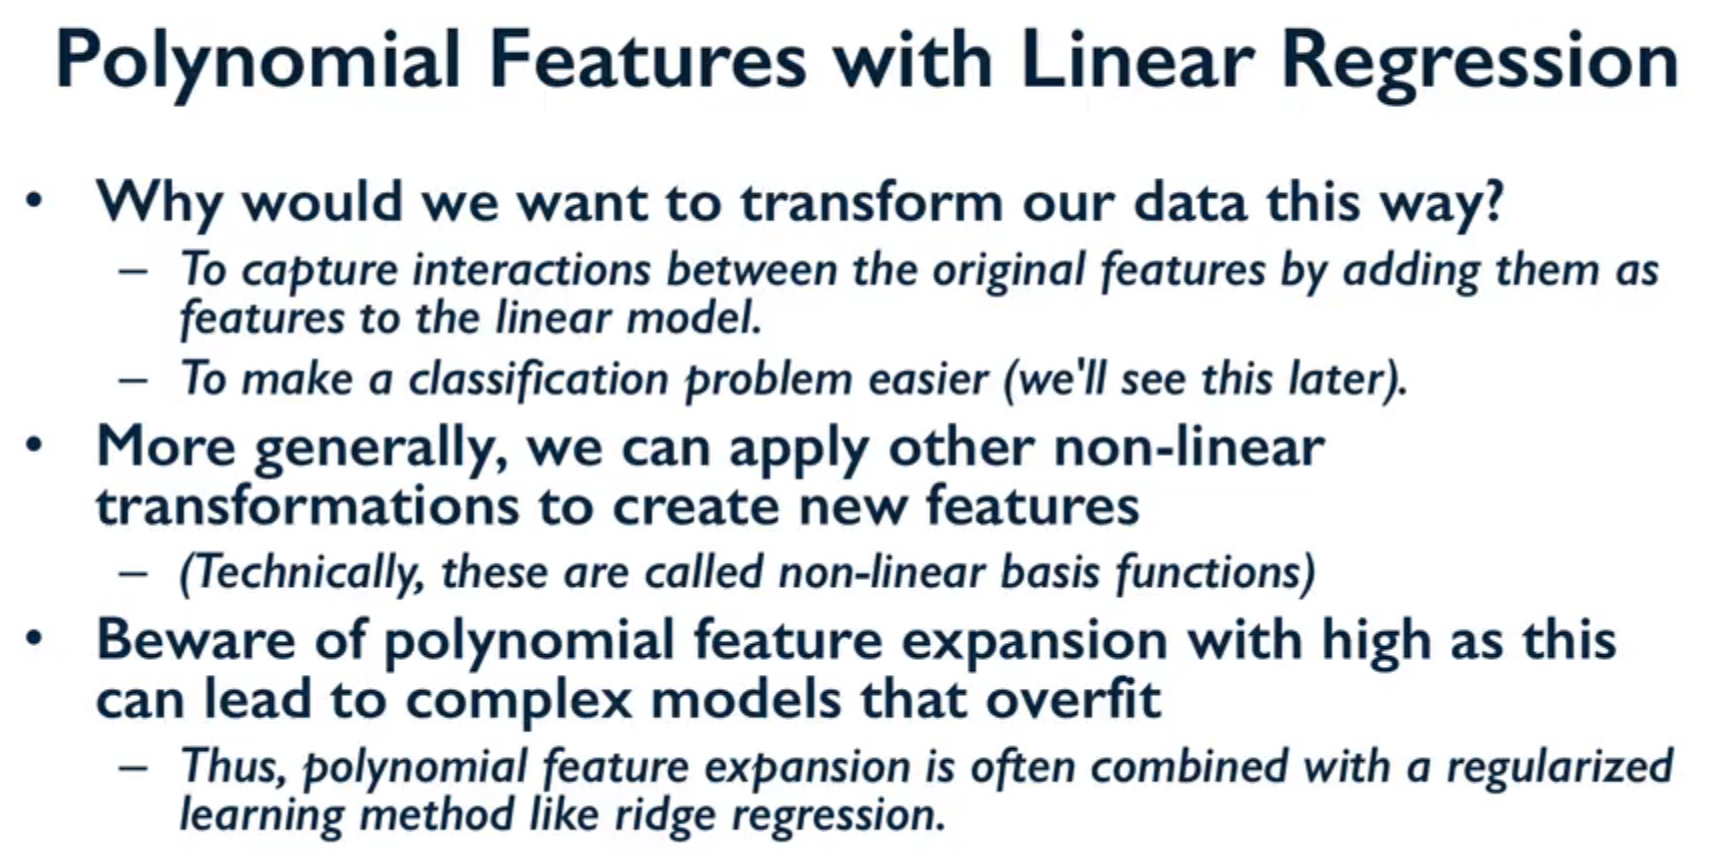 Polynomial Features with Linear Regression
• Why would we want to transform our data this way?
– To capture interactions between the original features by adding them as
features to the linear model.
– To make a classification problem easier (we'll see this later).
• More generally, we can apply other non-linear
transformations to create new features
– (Technically, these are called non-linear basis functions)
• Beware of polynomial feature expansion with high as this
can lead to complex models that overfit
– Thus, polynomial feature expansion is often combined with a regularized
learning method like ridge regression.